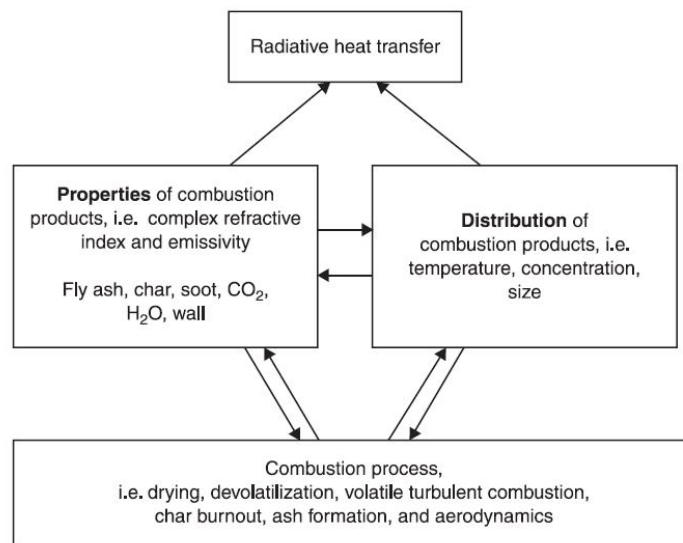 Radiative heat transfer
Properties of combustion
products, i.e. complex refractive
index and emissivity
Fly ash, char, soot, CO₂,
H₂O, wall
Distribution of
combustion products, i.e.
temperature, concentration,
size
Combustion process,
i.e. drying, devolatilization, volatile turbulent combustion,
char burnout, ash formation, and aerodynamics